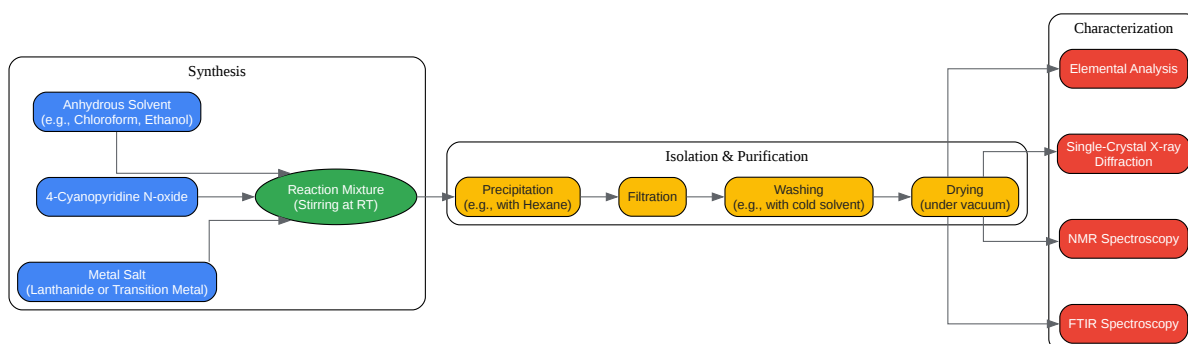 Synthesis
Anhydrous Solvent
(e.g., Chloroform, Ethanol)
4-Cyanopyridine N-oxide
Metal Salt
(Lanthanide or Transition Metal)
Reaction Mixture
(Stirring at RT)
Isolation & Purification
Precipitation
(e.g., with Hexane)
Filtration
Washing
(e.g., with cold solvent)
Drying
(under vacuum)
Characterization
Elemental Analysis
Single-Crystal X-ray
Diffraction
NMR Spectroscopy
FTIR Spectroscopy